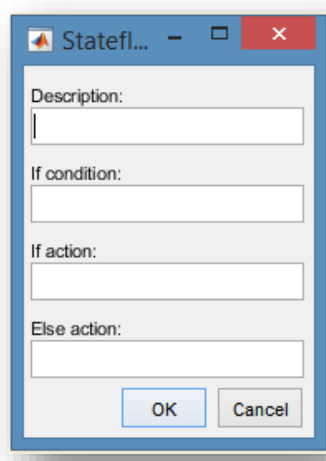 Statefl...
Description:
If condition:
If action:
Else action:
OK Cancel